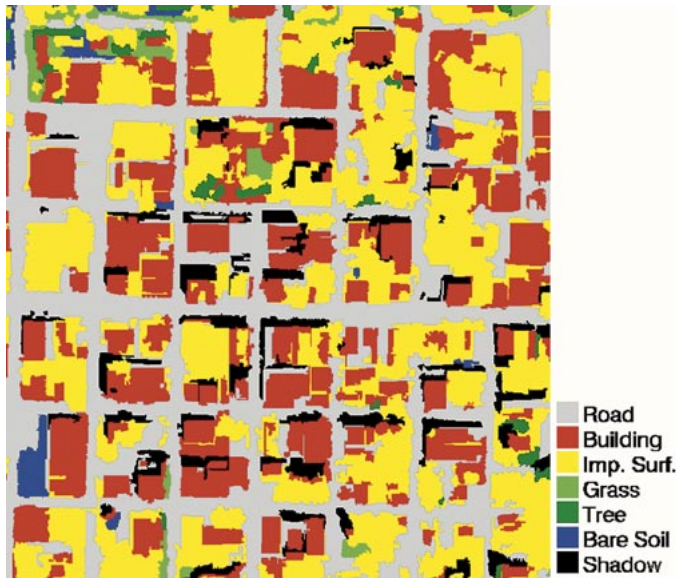 Road
Building
Imp. Surf.
Grass
Tree
Bare Soil
Shadow